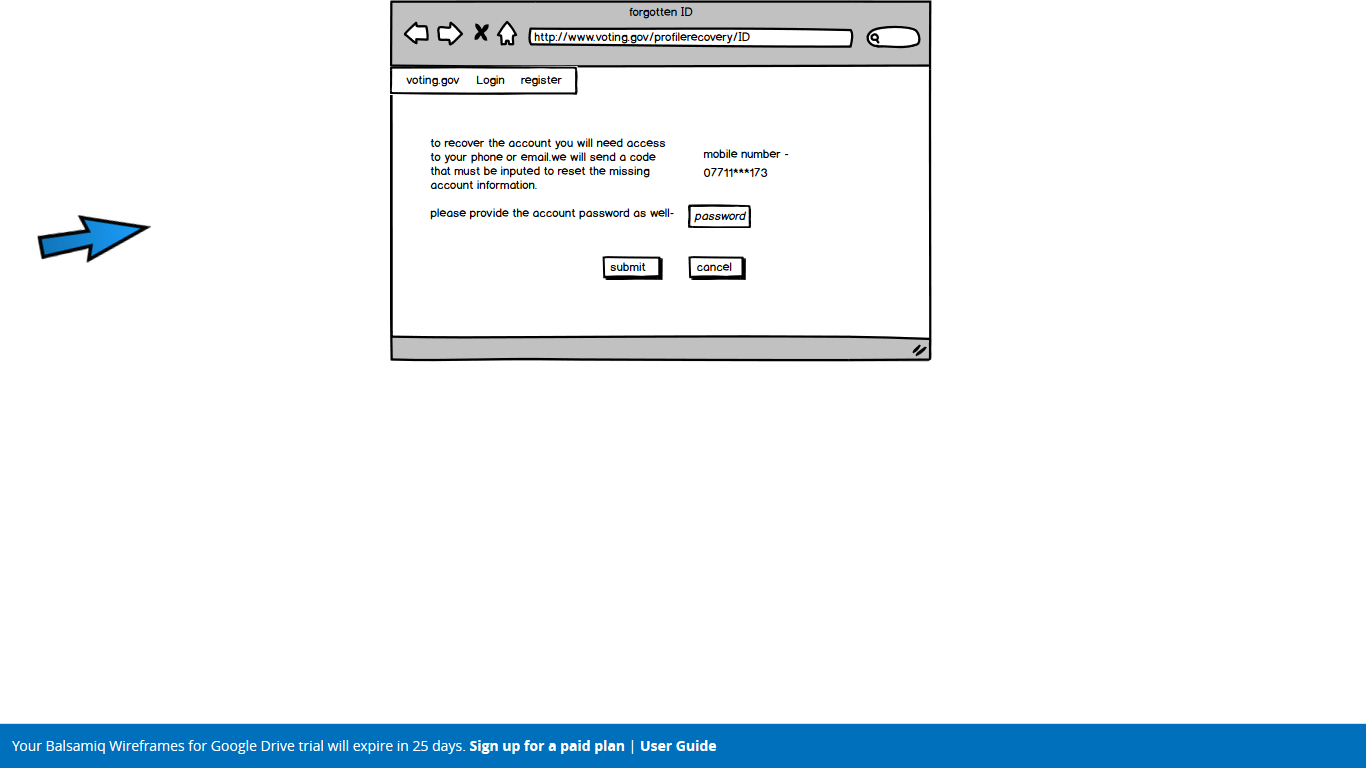 forgotten ID
http://www.voting.gov/profilerecovery/ID
voting.gov Login register
to recover the account you will need access
to your phone or email.we will send a code
that must be inputed to reset the missing
account information.
mobile number -
07711***173
please provide the account password as well-
password
submit
cancel
Your Balsamiq Wireframes for Google Drive trial will expire in 25 days. Sign up for a paid plan | User Guide